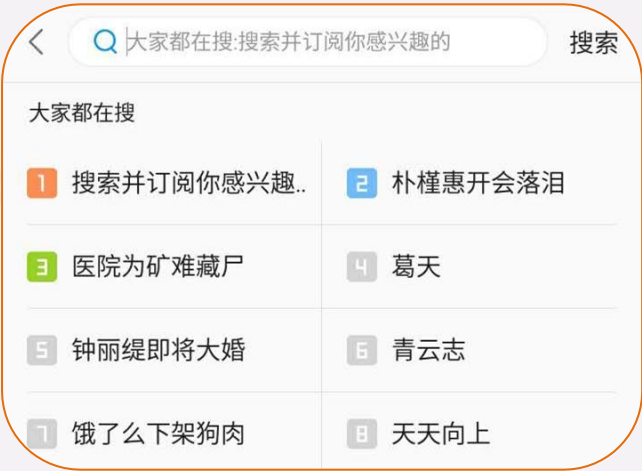 大家都在搜:搜索并订阅你感兴趣的
搜索
大家都在搜
1 搜索并订阅你感兴趣..
2 朴槿惠开会落泪
3 医院为矿难藏尸
4 葛天
5 钟丽缇即将大婚
6 青云志
7 饿了么下架狗肉
8 天天向上